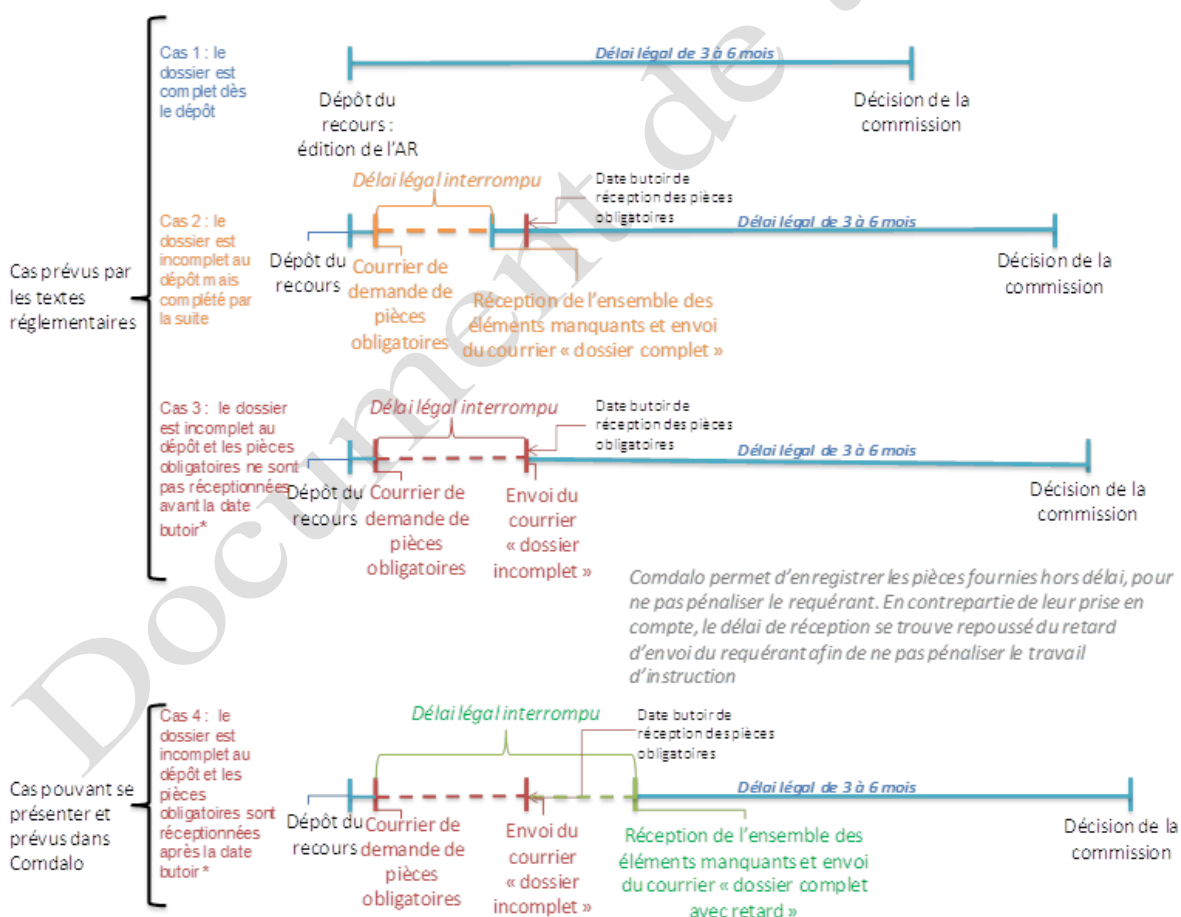 Cas prévus par
les textes
réglementaires
Cas 1 : le
dossier est
complet dès
le dépôt
Délai légal de 3 à 6 mois
Dépôt du
recours :
édition de l'AR
Décision de la
commission
Cas 2 : le
dossier est
incomplet au
dépôt mais
complété par
la suite
Délai légal interrompu
Date butoir de
réception des pièces
obligatoires
Délai légal de 3 à 6 mois
Dépôt du
recours
Courrier de
demande de
pièces
obligatoires
Réception de l'ensemble des
éléments manquants et envoi
du courrier « dossier complet »
Décision de la
commission
Cas 3 : le dossier
est incomplet au
dépôt et les pièces
obligatoires ne sont
pas réceptionnées
avant la date
butoir*
Délai légal interrompu
Date butoir de
réception des pièces
obligatoires
Délai légal de 3 à 6 mois
Dépôt du
recours
Courrier de
demande de
pièces
obligatoires
Envoi du
courrier
« dossier
incomplet »
Décision de la
commission
Comdalo permet d'enregistrer les pièces fournies hors délai, pour
ne pas pénaliser le requérant. En contrepartie de leur prise en
compte, le délai de réception se trouve repoussé du retard
d'envoi du requérant afin de ne pas pénaliser le travail
d'instruction
Cas pouvant se
présenter et
prévus dans
Comdalo
Cas 4 : le
dossier est
incomplet au
dépôt et les
pièces
obligatoires sont
réceptionnées
après la date
butoir *
Délai légal interrompu
Date butoir de
réception des pièces
obligatoires
Délai légal de 3 à 6 mois
Dépôt du
recours
Courrier de
demande de
pièces
obligatoires
Envoi du
courrier
« dossier
incomplet »
Réception de l'ensemble des
éléments manquants et envoi
du courrier « dossier complet
avec retard »
Décision de la
commission
Document de